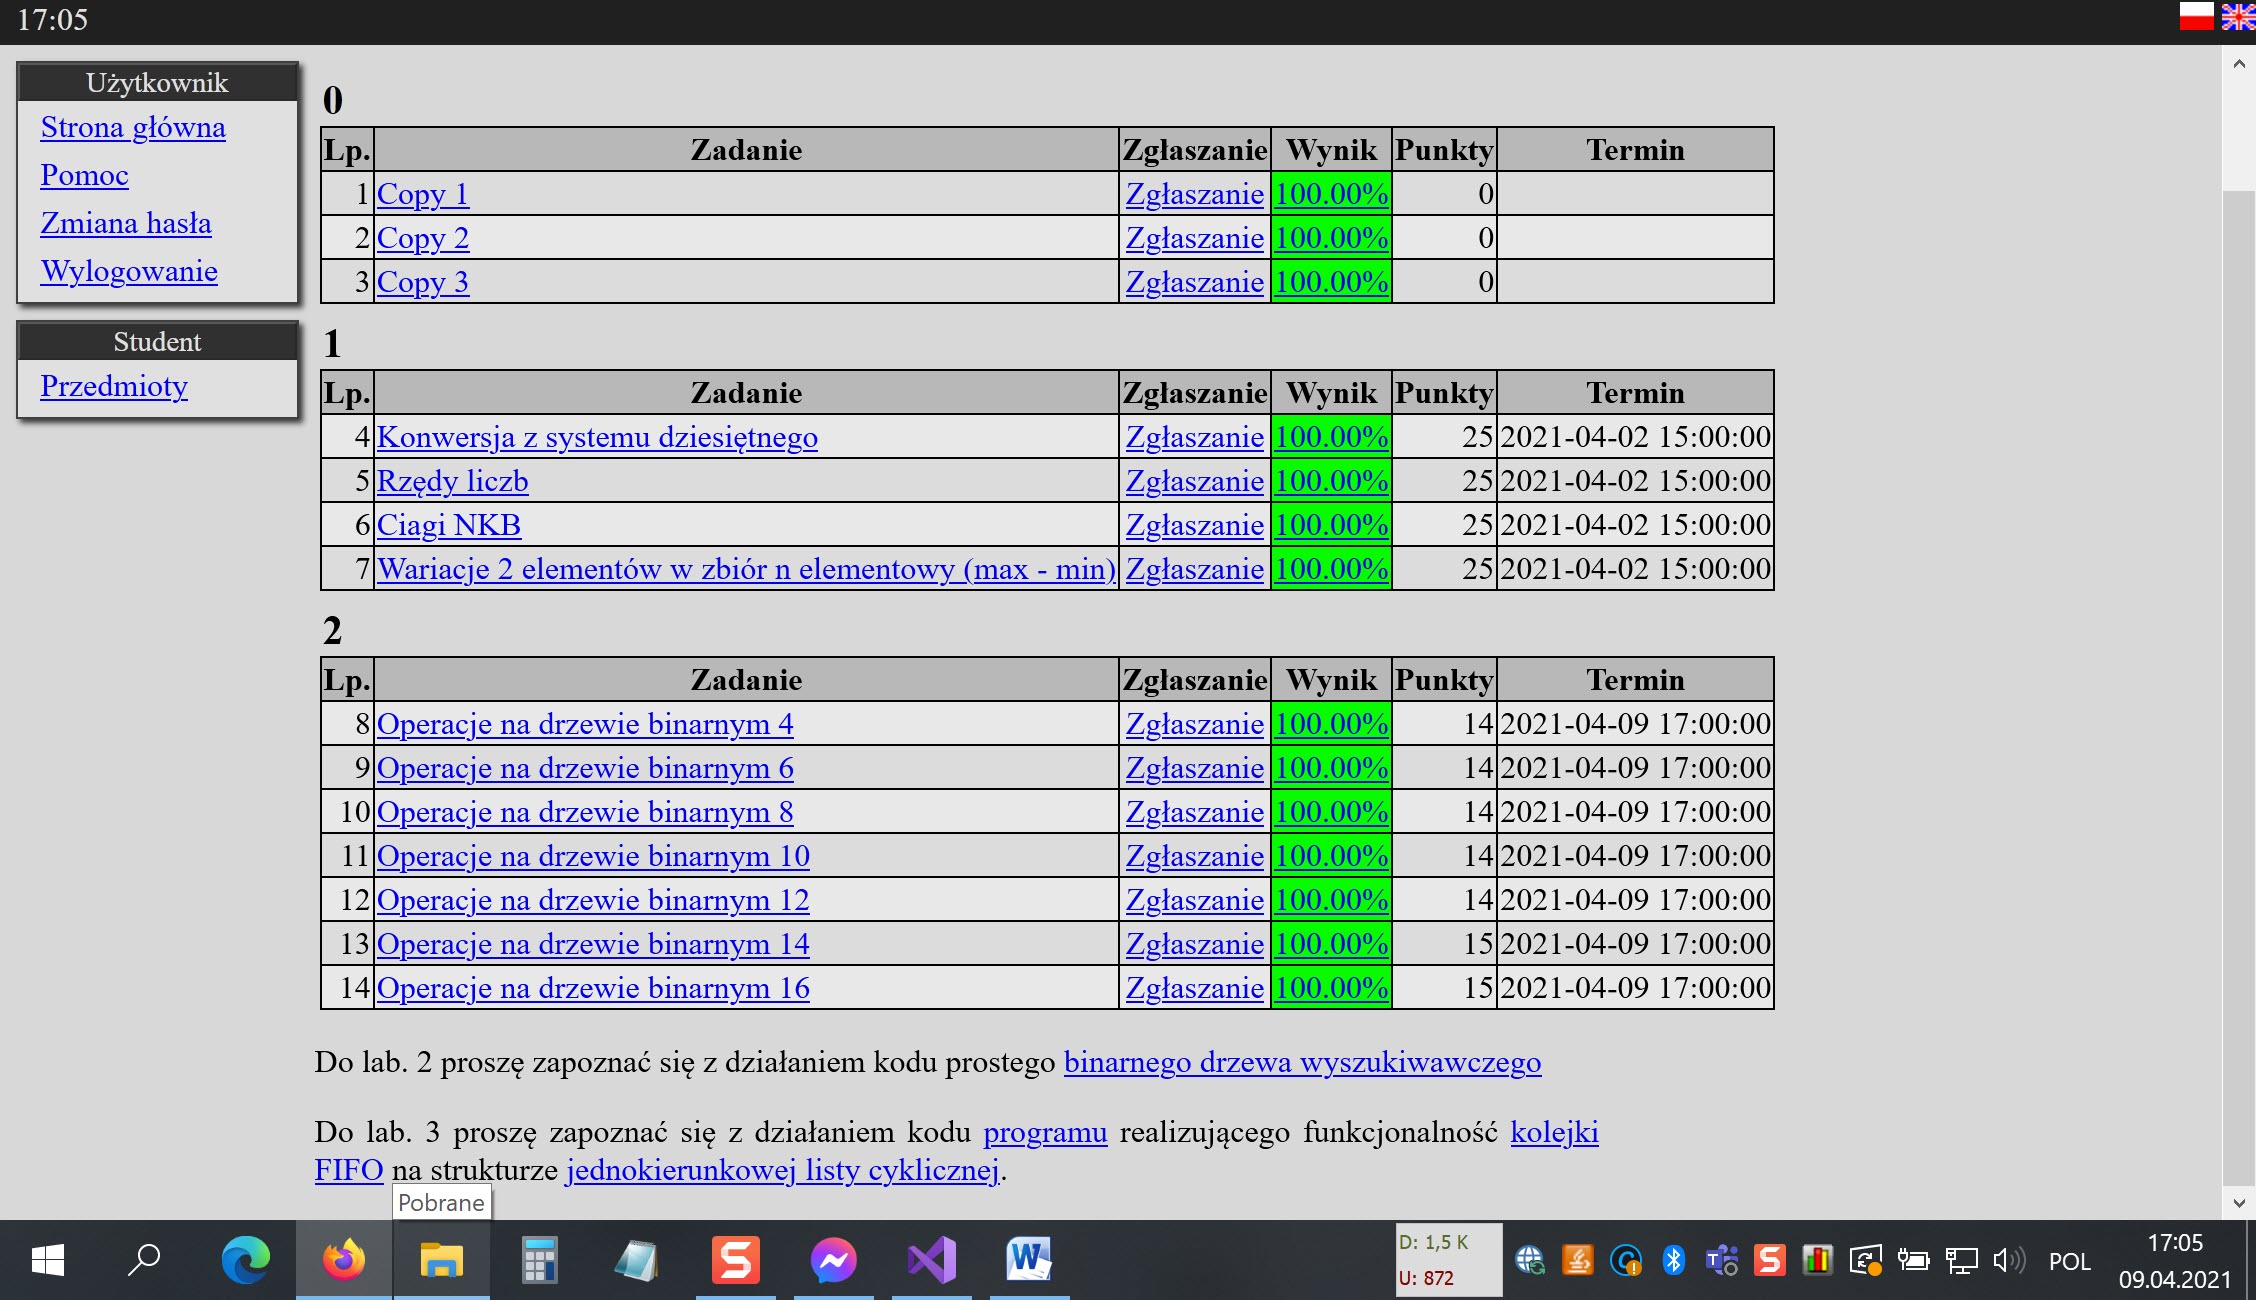 17:05
Użytkownik
Strona główna
Pomoc
Zmiana hasła
Wylogowanie
Student
Przedmioty
0
Lp. Zadanie Zgłaszanie Wynik Punkty Termin
1 Copy 1 Zgłaszanie 100.00% 0
2 Copy 2 Zgłaszanie 100.00% 0
3 Copy 3 Zgłaszanie 100.00% 0
1
Lp. Zadanie Zgłaszanie Wynik Punkty Termin
4 Konwersja z systemu dziesiętnego Zgłaszanie 100.00% 25 2021-04-02 15:00:00
5 Rzędy liczb Zgłaszanie 100.00% 25 2021-04-02 15:00:00
6 Ciagi NKB Zgłaszanie 100.00% 25 2021-04-02 15:00:00
7 Wariacje 2 elementów w zbiór n elementowy (max - min) Zgłaszanie 100.00% 25 2021-04-02 15:00:00
2
Lp. Zadanie Zgłaszanie Wynik Punkty Termin
8 Operacje na drzewie binarnym 4 Zgłaszanie 100.00% 14 2021-04-09 17:00:00
9 Operacje na drzewie binarnym 6 Zgłaszanie 100.00% 14 2021-04-09 17:00:00
10 Operacje na drzewie binarnym 8 Zgłaszanie 100.00% 14 2021-04-09 17:00:00
11 Operacje na drzewie binarnym 10 Zgłaszanie 100.00% 14 2021-04-09 17:00:00
12 Operacje na drzewie binarnym 12 Zgłaszanie 100.00% 14 2021-04-09 17:00:00
13 Operacje na drzewie binarnym 14 Zgłaszanie 100.00% 15 2021-04-09 17:00:00
14 Operacje na drzewie binarnym 16 Zgłaszanie 100.00% 15 2021-04-09 17:00:00
Do lab. 2 proszę zapoznać się z działaniem kodu prostego binarnego drzewa wyszukiwawczego
Do lab. 3 proszę zapoznać się z działaniem kodu programu realizującego funkcjonalność kolejki
FIFO na strukturze jednokierunkowej listy cyklicznej.
Pobrane
D: 1,5 K
U: 872
POL
17:05
09.04.2021